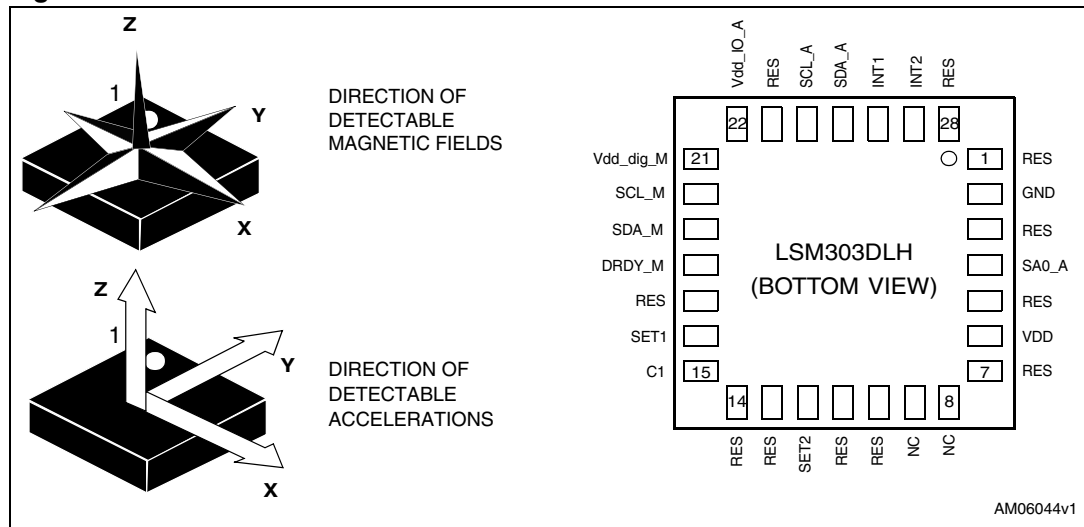 Z
1
Y
X
DIRECTION OF
DETECTABLE
MAGNETIC FIELDS
Z
1
Y
X
DIRECTION OF
DETECTABLE
ACCELERATIONS
Vdd_IO_A
RES
SCL_A
SDA_A
INT1
INT2
RES
22
28
Vdd_dig_M
21
SCL_M
SDA_M
DRDY_M
RES
SET1
C1
15
LSM303DLH
(BOTTOM VIEW)
1
RES
GND
RES
SA0_A
RES
VDD
7
RES
14
8
RES
RES
SET2
RES
RES
NC
NC
AM06044v1